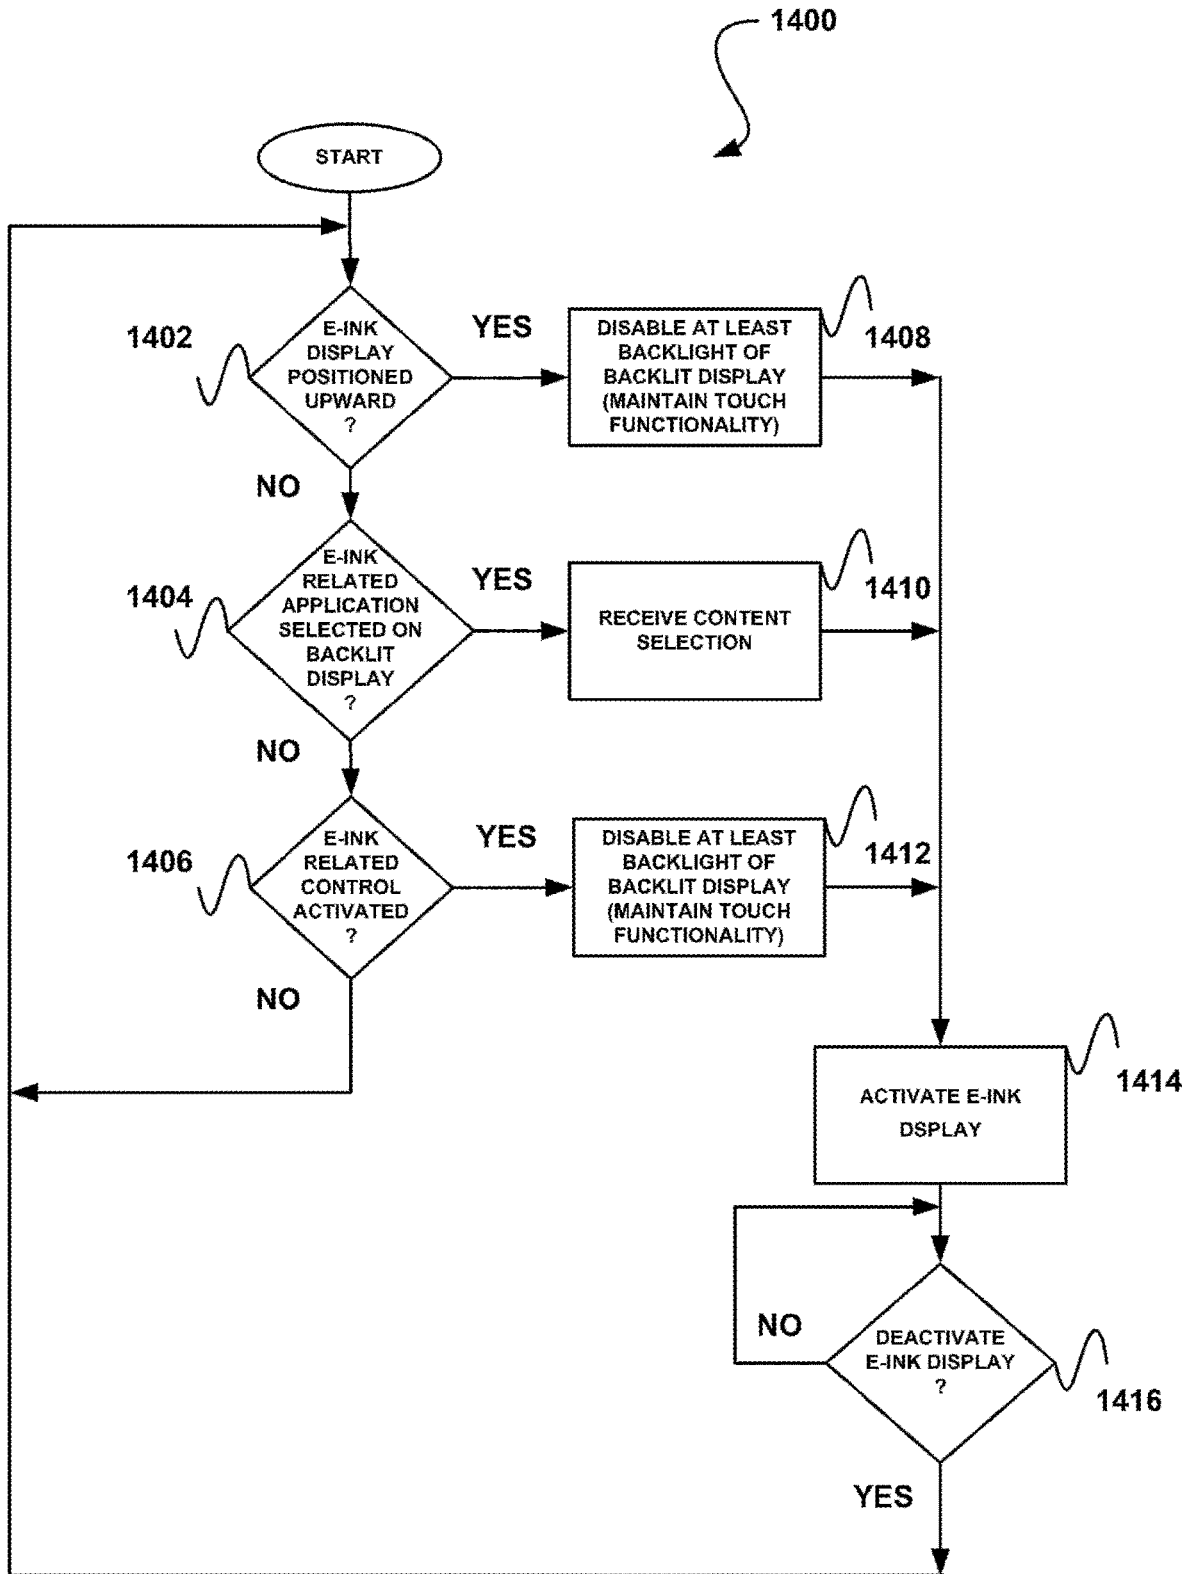 1400
START
1402
E-INK
DISPLAY
POSITIONED
UPWARD
?
YES
DISABLE AT LEAST
BACKLIGHT OF
BACKLIT DISPLAY
(MAINTAIN TOUCH
FUNCTIONALITY)
1408
NO
1404
E-INK
RELATED
APPLICATION
SELECTED ON
BACKLIT
DISPLAY
?
YES
RECEIVE CONTENT
SELECTION
1410
NO
1406
E-INK
RELATED
CONTROL
ACTIVATED
?
YES
DISABLE AT LEAST
BACKLIGHT OF
BACKLIT DISPLAY
(MAINTAIN TOUCH
FUNCTIONALITY)
1412
NO
ACTIVATE E-INK
DSPLAY
1414
NO
DEACTIVATE
E-INK DISPLAY
?
1416
YES